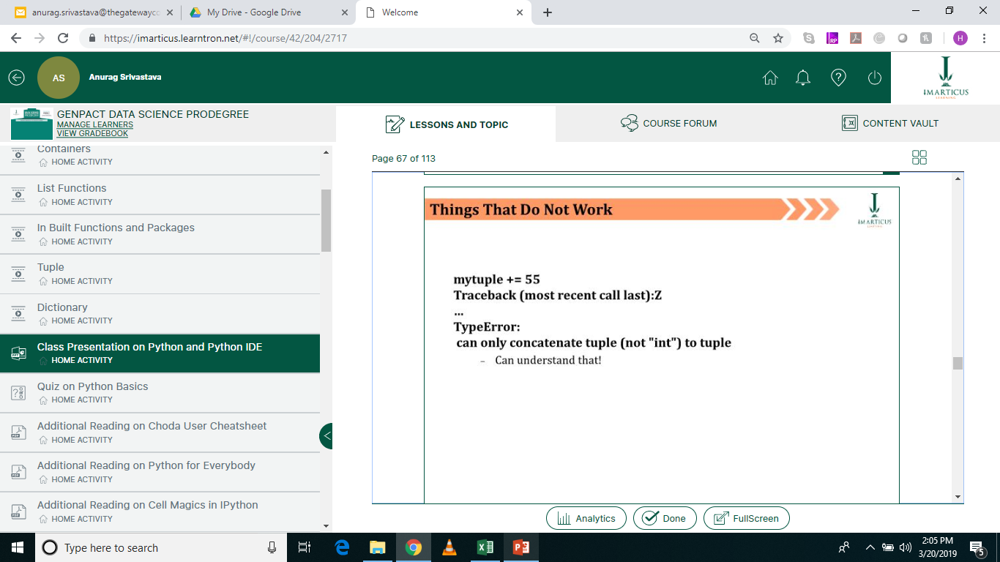 anurag.srivastava@thegatewayco
My Drive - Google Drive
Welcome
https://imarticus.learntron.net/#!/course/42/204/2717
RP
H
AS
Anurag Srivastava
IMARTICUS
LEARNING
GENPACT DATA SCIENCE PRODEGREE
MANAGE LEARNERS
VIEW GRADEBOOK
LESSONS AND TOPIC
COURSE FORUM
CONTENT VAULT
Containers
HOME ACTIVITY
List Functions
HOME ACTIVITY
In Built Functions and Packages
HOME ACTIVITY
Tuple
HOME ACTIVITY
Dictionary
HOME ACTIVITY
Class Presentation on Python and Python IDE
HOME ACTIVITY
Quiz on Python Basics
HOME ACTIVITY
Additional Reading on Choda User Cheatsheet
HOME ACTIVITY
Additional Reading on Python for Everybody
HOME ACTIVITY
Additional Reading on Cell Magics in IPython
HOME ACTIVITY
Page 67 of 113
Things That Do Not Work
IMARTICUS
mytuple += 55
Traceback (most recent call last):Z
...
TypeError:
can only concatenate tuple (not "int") to tuple
– Can understand that!
Analytics
Done
FullScreen
Type here to search
2:05 PM
3/20/2019
5